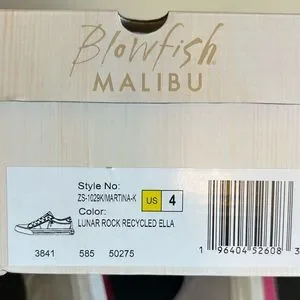 Blowfish
MALIBU
Style No:
ZS-1029K/MARTINA-K
US 4
Color:
LUNAR ROCK RECYCLED ELLA
3841 585 50275
1 96404 52608 3